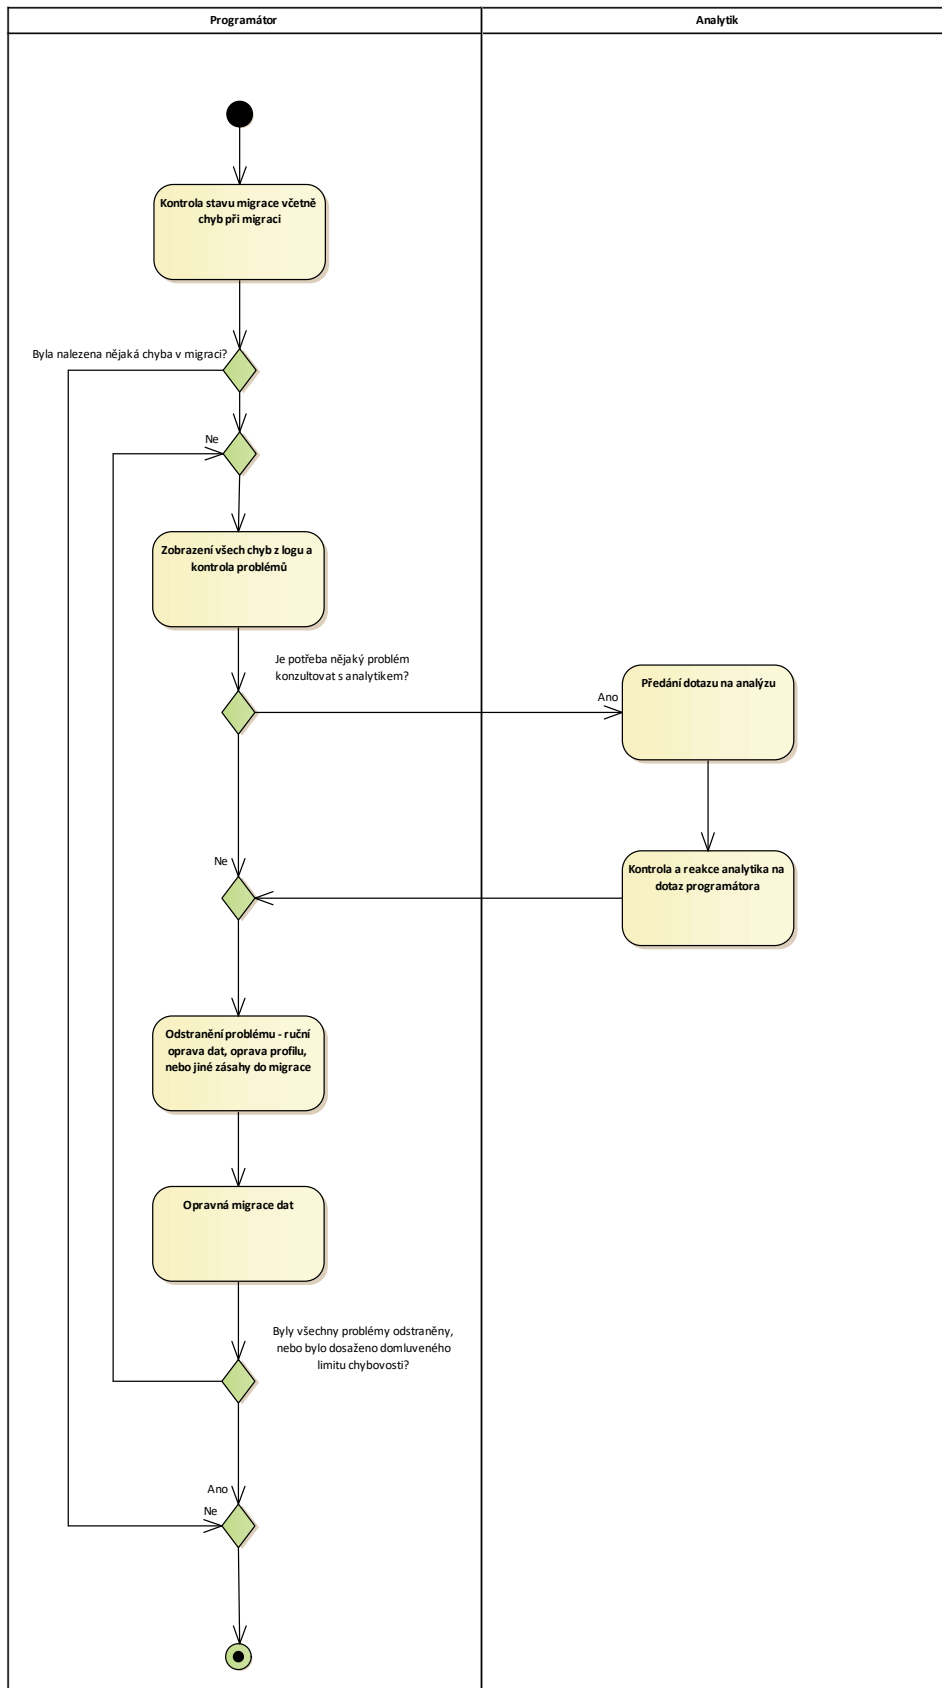 Programátor
Analytik
Kontrola stavu migrace včetně
chyb při migraci
Byla nalezena nějaká chyba v migraci?
Ne
Zobrazení všech chyb z logu a
kontrola problémů
Je potřeba nějaký problém
konzultovat s analytikem?
Ano
Předání dotazu na analýzu
Ne
Kontrola a reakce analytika na
dotaz programátora
Odstranění problému - ruční
oprava dat, oprava profilu,
nebo jiné zásahy do migrace
Opravná migrace dat
Byly všechny problémy odstraněny,
nebo bylo dosaženo domluveného
limitu chybovosti?
Ano
Ne